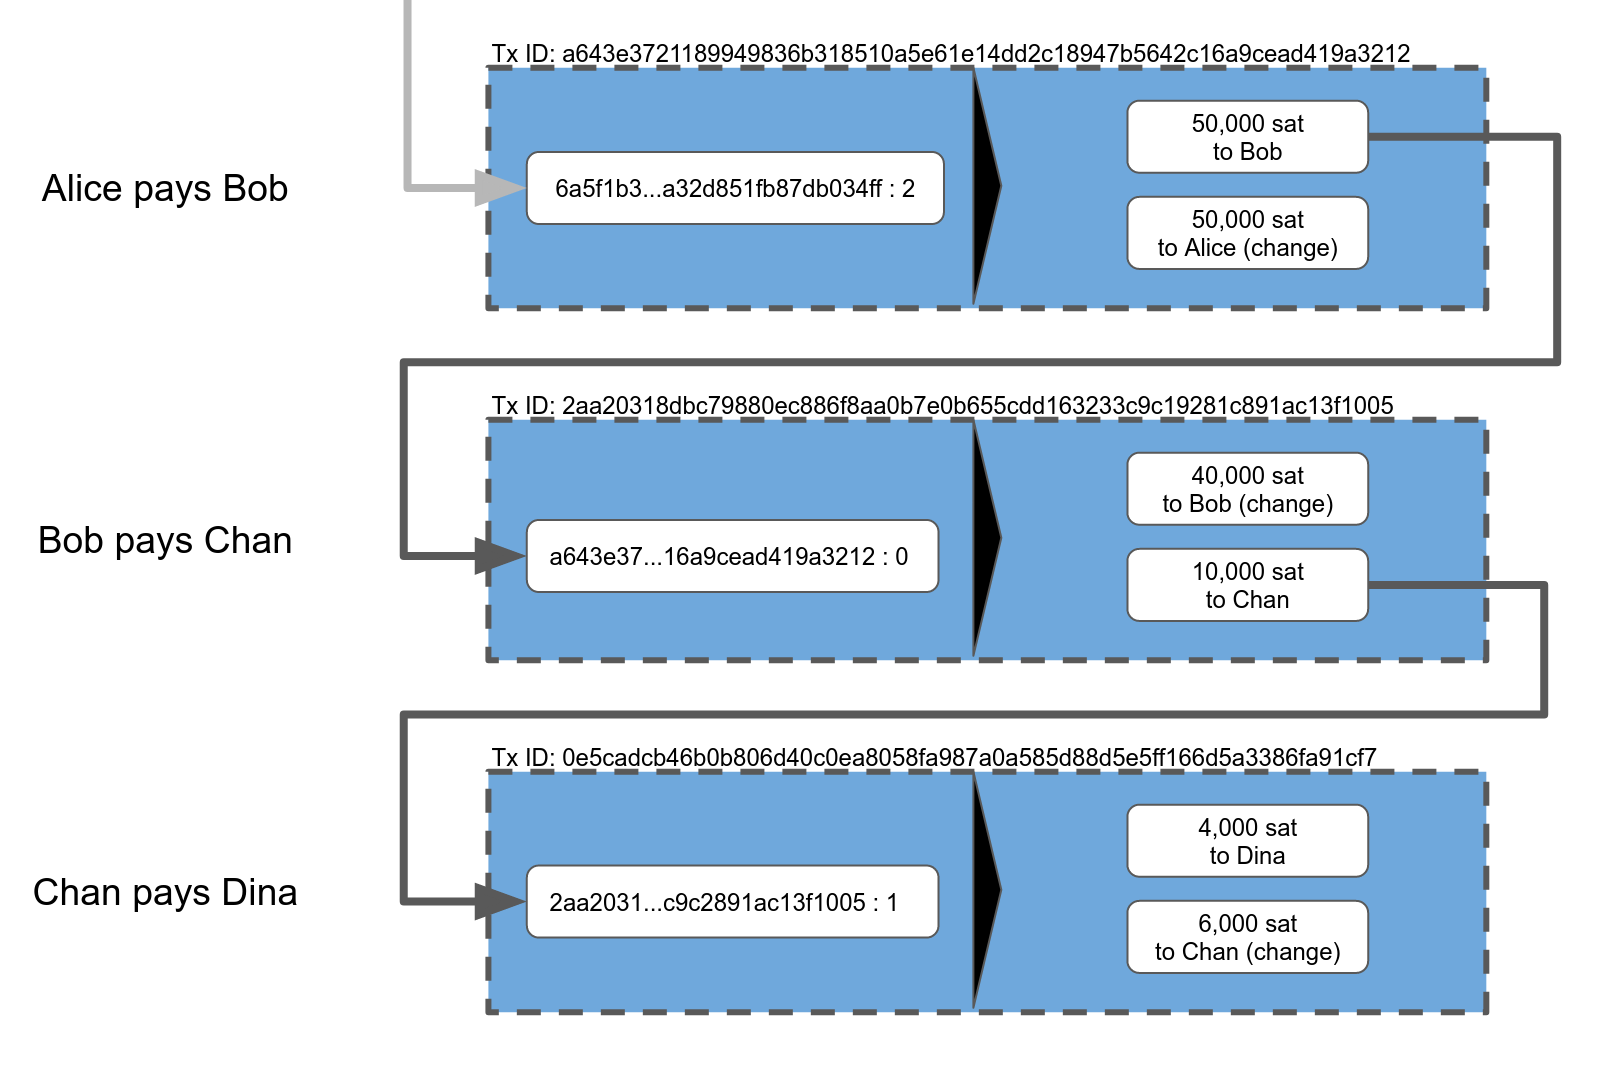 Tx ID: a643e3721189949836b318510a5e61e14dd2c18947b5642c16a9cead419a3212
Alice pays Bob
6a5f1b3...a32d851fb87db034ff : 2
50,000 sat
to Bob
50,000 sat
to Alice (change)
Tx ID: 2aa20318dbc79880ec886f8aa0b7e0b655cdd163233c9c19281c891ac13f1005
Bob pays Chan
a643e37...16a9cead419a3212 : 0
40,000 sat
to Bob (change)
10,000 sat
to Chan
Tx ID: 0e5cadcb46b0b806d40c0ea8058fa987a0a585d88d5e5ff166d5a3386fa91cf7
Chan pays Dina
2aa2031...c9c2891ac13f1005 : 1
4,000 sat
to Dina
6,000 sat
to Chan (change)